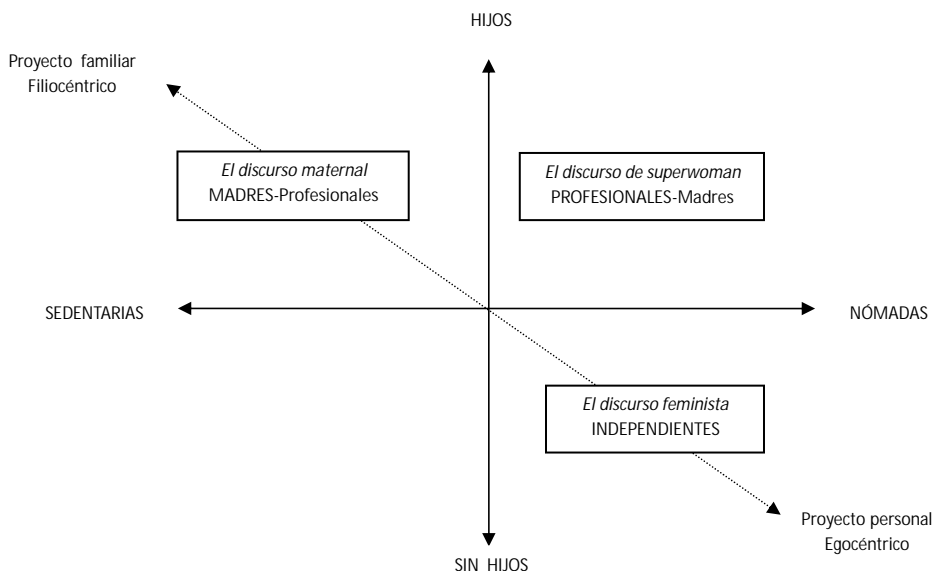 HIJOS
Proyecto familiar
Filiocéntrico
El discurso maternal
MADRES-Profesionales
El discurso de superwoman
PROFESIONALES-Madres
SEDENTARIAS
NÓMADAS
El discurso feminista
INDEPENDIENTES
Proyecto personal
Egocéntrico
SIN HIJOS